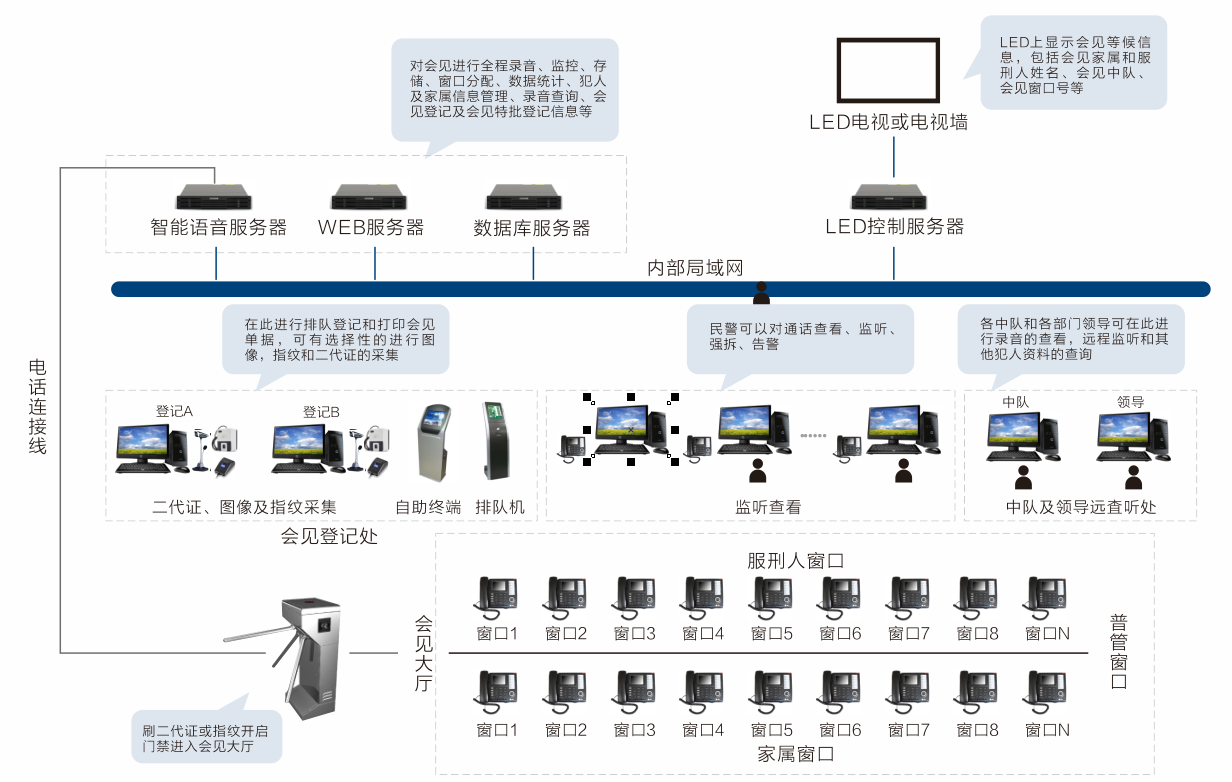 对会见进行全程录音、监控、存
储、窗口分配、数据统计、犯人
及家属信息管理、录音查询、会
见登记及会见特批登记信息等
LED上显示会见等候信
息，包括会见家属和服
刑人姓名、会见中队、
会见窗口号等
LED电视或电视墙
智能语音服务器
WEB服务器
数据库服务器
LED控制服务器
内部局域网
电话连接线
在此进行排队登记和打印会见
单据，可有选择性的进行图
像，指纹和二代证的采集
民警可以对通话查看、监听、
强拆、告警
各中队和各部门领导可在此进
行录音的查看，远程监听和其
他犯人资料的查询
登记A
登记B
中队
领导
二代证、图像及指纹采集
自助终端
排队机
监听查看
中队及领导远查听处
会见登记处
服刑人窗口
窗口1
窗口2
窗口3
窗口4
窗口5
窗口6
窗口7
窗口8
窗口N
会见大厅
普管窗口
窗口1
窗口2
窗口3
窗口4
窗口5
窗口6
窗口7
窗口8
窗口N
家属窗口
刷二代证或指纹开启
门禁进入会见大厅